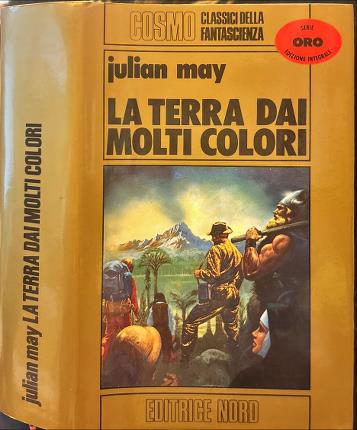 COSMO CLASSICI DELLA
FANTASCIENZA
SERIE
ORO
EDIZIONE INTEGRALE
julian may
LA TERRA DAI
MOLTI COLORI
EDITRICE NORD
julian may LA TERRA DAI MOLTI COLORI